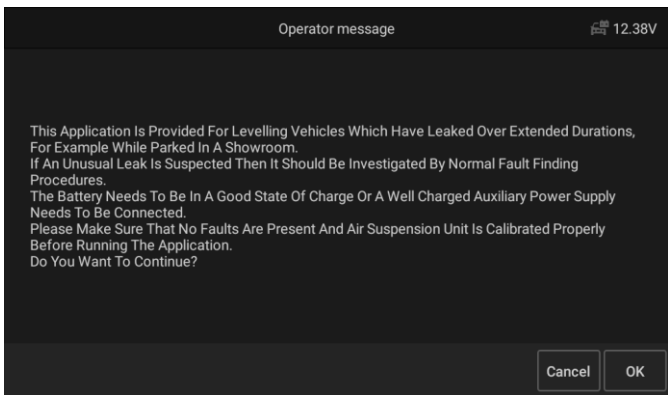 Operator message
12.38V
This Application Is Provided For Levelling Vehicles Which Have Leaked Over Extended Durations,
For Example While Parked In A Showroom.
If An Unusual Leak Is Suspected Then It Should Be Investigated By Normal Fault Finding
Procedures.
The Battery Needs To Be In A Good State Of Charge Or A Well Charged Auxiliary Power Supply
Needs To Be Connected.
Please Make Sure That No Faults Are Present And Air Suspension Unit Is Calibrated Properly
Before Running The Application.
Do You Want To Continue?
Cancel
OK